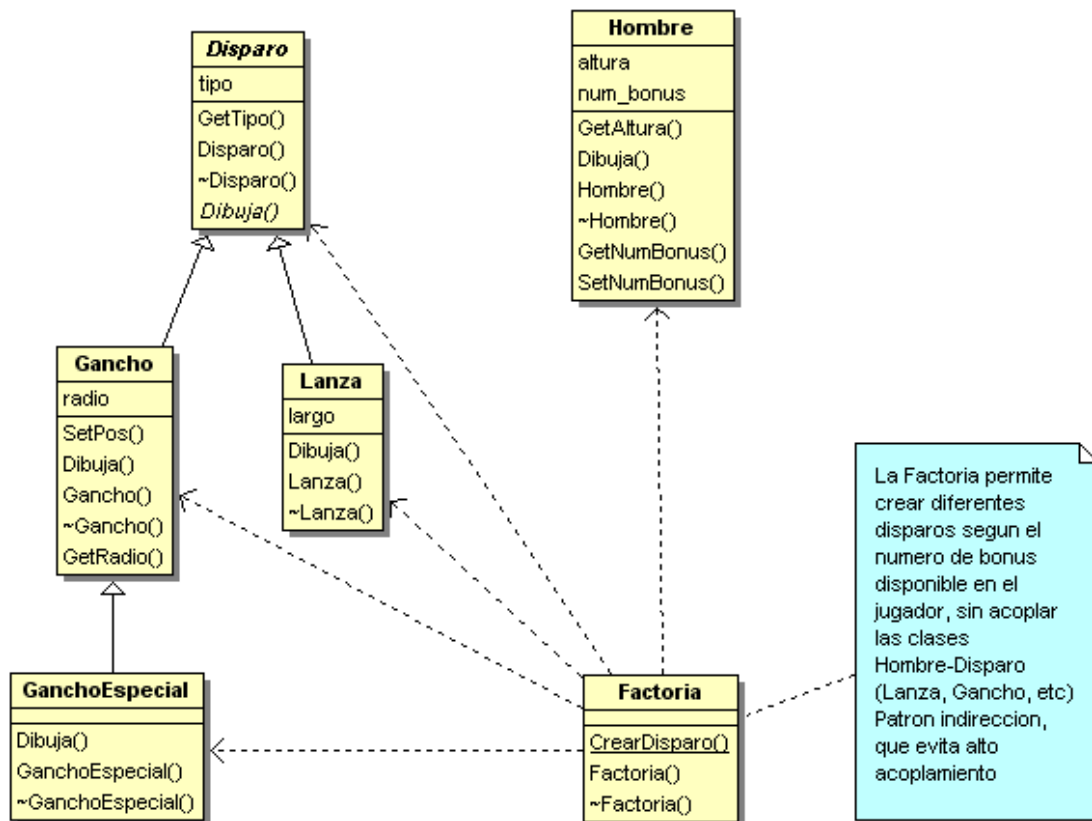 Disparo
tipo
GetTipo()
Disparo()
~Disparo()
Dibuja()
Hombre
altura
num_bonus
GetAltura()
Dibuja()
Hombre()
~Hombre()
GetNumBonus()
SetNumBonus()
Gancho
radio
SetPos()
Dibuja()
Gancho()
~Gancho()
GetRadio()
Lanza
largo
Dibuja()
Lanza()
~Lanza()
La Factoria permite
crear diferentes
disparos segun el
numero de bonus
disponible en el
jugador, sin acoplar
las clases
Hombre-Disparo
(Lanza, Gancho, etc)
Patron indireccion,
que evita alto
acoplamiento
GanchoEspecial
Dibuja()
GanchoEspecial()
~GanchoEspecial()
Factoria
CrearDisparo()
Factoria()
~Factoria()